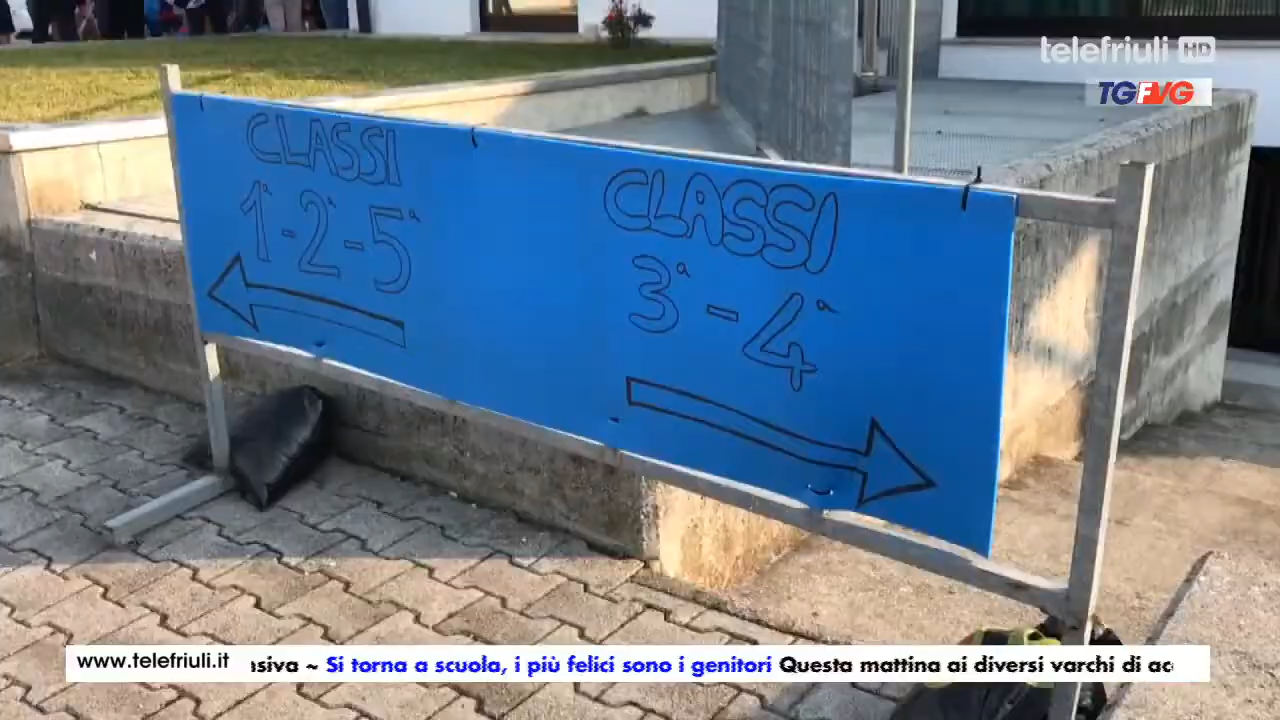 telefriuli HD
TGFVG
CLASSI
1ª-2ª-5ª
CLASSI
3ª-4ª
www.telefriuli.it
~ Si torna a scuola, i più felici sono i genitori Questa mattina ai diversi varchi di